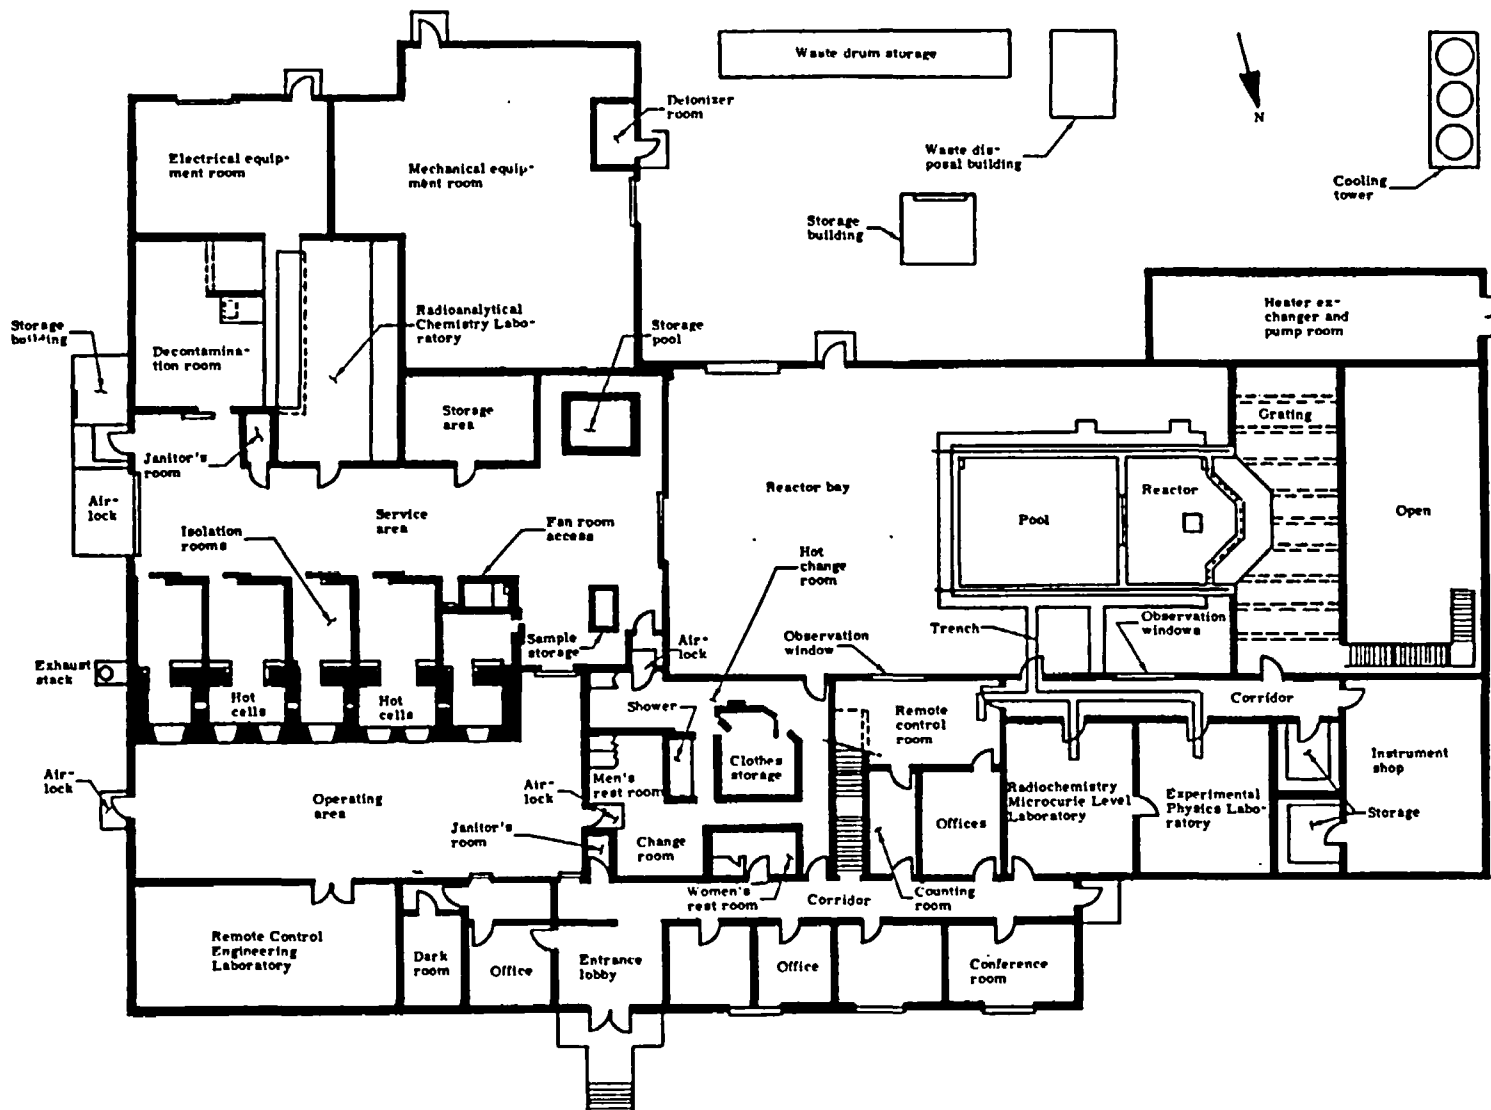 Waste drum storage
N
Deionizer
room
Waste dis-
posal building
Cooling
tower
Electrical equip-
ment room
Mechanical equip-
ment room
Storage
building
Heater ex-
changer and
pump room
Storage
building
Radioanalytical
Chemistry Labo-
ratory
Storage
pool
Decontamina-
tion room
Storage
area
Grating
Janitor's
room
Air-
lock
Service
area
Isolation
rooms
Fan room
access
Reactor bay
Pool
Reactor
Open
Hot
change
room
Sample
storage
Air-
lock
Observation
window
Trench
Observation
windows
Exhaust
stack
Hot
cells
Hot
cells
Shower
Remote
control
room
Corridor
Clothes
storage
Instrument
shop
Air-
lock
Operating
area
Men's
rest room
Air-
lock
Janitor's
room
Change
room
Offices
Radiochemistry
Microcurie Level
Laboratory
Experimental
Physics Labo-
ratory
Storage
Women's
rest room
Corridor
Counting
room
Remote Control
Engineering
Laboratory
Dark
room
Office
Entrance
lobby
Office
Conference
room